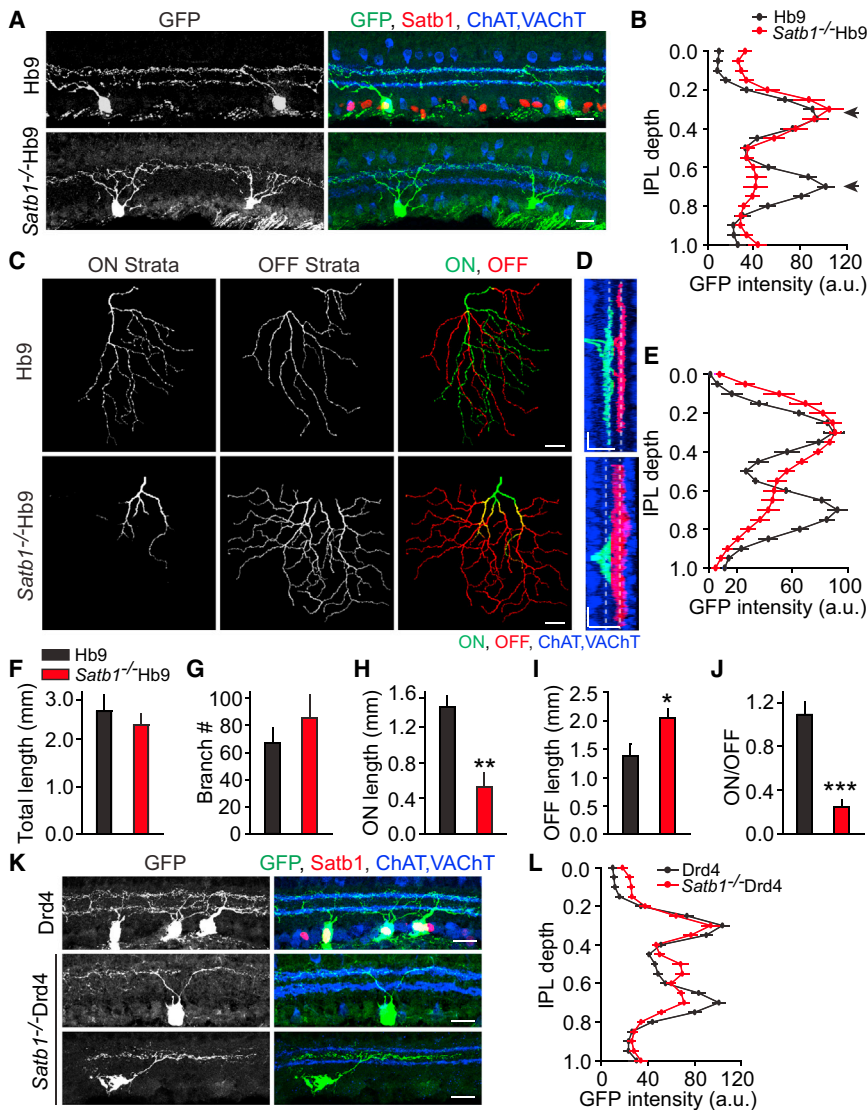 A
GFP
GFP, Satb1, ChAT,VAChT
Hb9
Satb1-/-Hb9
B
Hb9
Satb1-/-Hb9
0.0
0.2
0.4
0.6
0.8
1.0
IPL depth
0 40 80 120
GFP intensity (a.u.)
C
ON Strata
OFF Strata
ON, OFF
Hb9
Satb1-/-Hb9
D
ON, OFF, ChAT,VAChT
E
0.0
0.2
0.4
0.6
0.8
1.0
IPL depth
0 20 60 100
GFP intensity (a.u.)
Hb9
Satb1-/-Hb9
F
Total length (mm)
3.0
2.0
1.0
0.0
G
Branch #
100
80
60
40
20
0
H
ON length (mm)
1.6
1.2
0.8
0.4
0.0
**
I
OFF length (mm)
2.5
2.0
1.5
1.0
0.5
0.0
*
J
ON/OFF
1.2
0.8
0.4
0.0
***
K
GFP
GFP, Satb1, ChAT,VAChT
Drd4
Satb1-/-Drd4
L
Drd4
Satb1-/-Drd4
0.0
0.2
0.4
0.6
0.8
1.0
IPL depth
0 40 80 120
GFP intensity (a.u.)